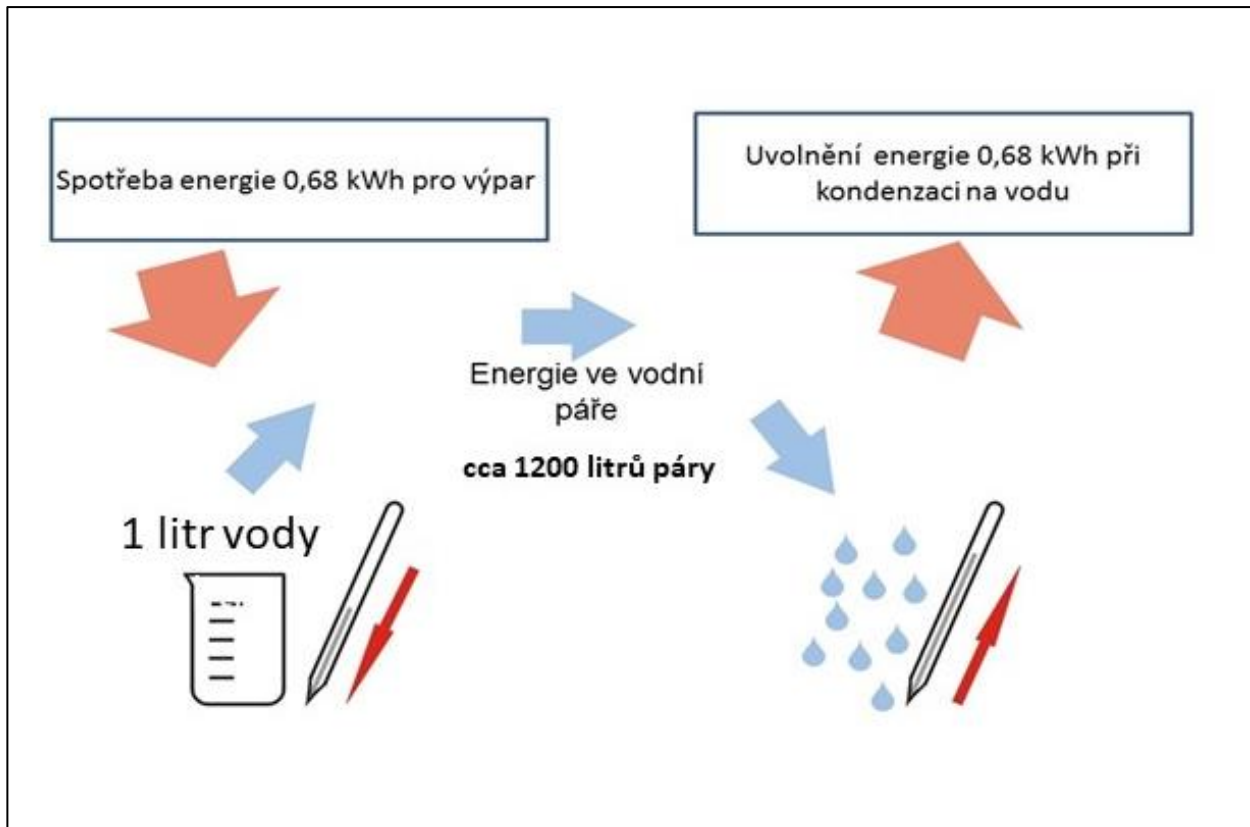 Spotřeba energie 0,68 kWh pro výpar
Uvolnění energie 0,68 kWh při
kondenzaci na vodu
Energie ve vodní
páře
cca 1200 litrů páry
1 litr vody